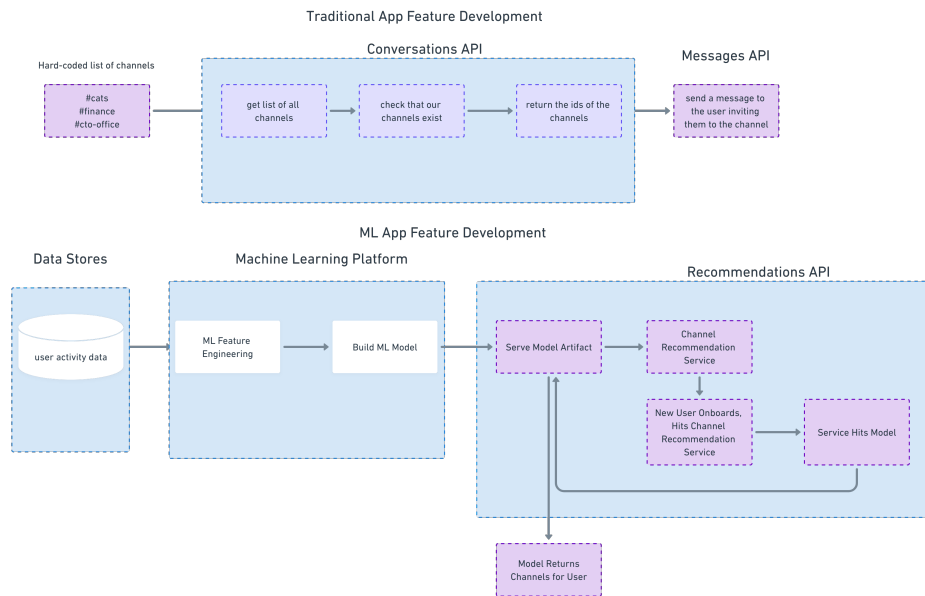 Traditional App Feature Development
Conversations API
Messages API
Hard-coded list of channels
#cats
#finance
#cto-office
get list of all
channels
check that our
channels exist
return the ids of the
channels
send a message to
the user inviting
them to the channel
ML App Feature Development
Data Stores
Machine Learning Platform
Recommendations API
user activity data
ML Feature
Engineering
Build ML Model
Serve Model Artifact
Channel
Recommendation
Service
New User Onboards,
Hits Channel
Recommendation
Service
Service Hits Model
Model Returns
Channels for User